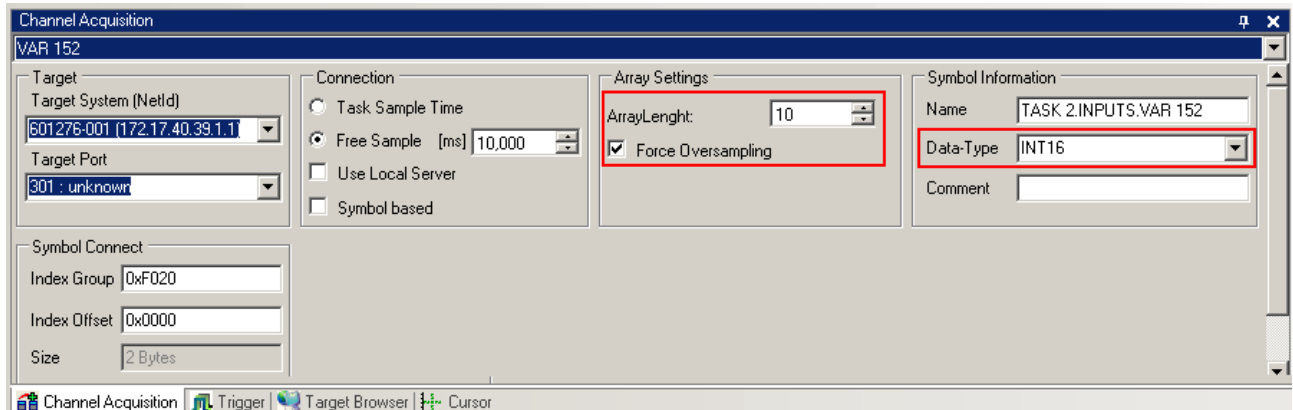 Channel Acquisition
VAR 152
Target
Target System (NetId)
601276-001 (172.17.40.39.1.1)
Target Port
301 : unknown
Connection
Task Sample Time
Free Sample [ms] 10,000
Use Local Server
Symbol based
Array Settings
ArrayLenght: 10
Force Oversampling
Symbol Information
Name TASK 2.INPUTS.VAR 152
Data-Type INT16
Comment
Symbol Connect
Index Group 0xF020
Index Offset 0x0000
Size 2 Bytes
Channel Acquisition Trigger Target Browser Cursor